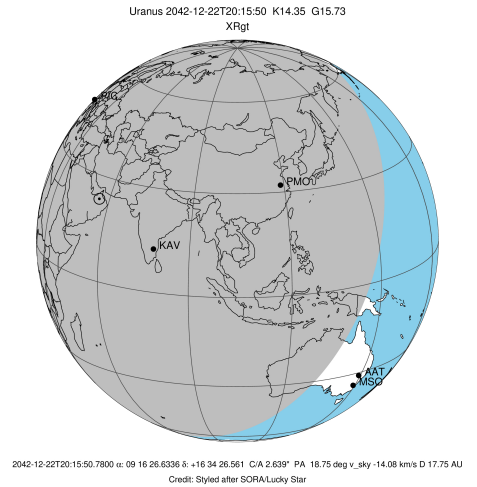 Uranus 2042-12-22T20:15:50 K14.35 G15.73
XRgt
PIC
PMO
KAV
AAT
MSO
2042-12-22T20:15:50.7800 α: 09 16 26.6336 δ: +16 34 26.561 C/A 2.639" PA 18.75 deg v_sky -14.08 km/s D 17.75 AU
Credit: Styled after SORA/Lucky Star